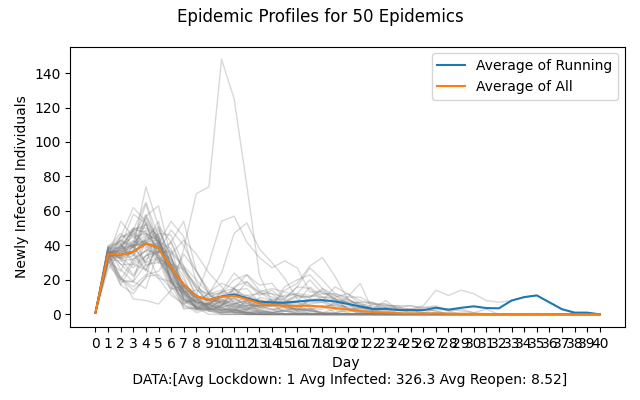 Epidemic Profiles for 50 Epidemics
Average of Running
Average of All
Newly Infected Individuals
140
120
100
80
60
40
20
0
0 1 2 3 4 5 6 7 8 9 10 11 12 13 14 15 16 17 18 19 20 21 22 23 24 25 26 27 28 29 30 31 32 33 34 35 36 37 38 39 40
Day
DATA:[Avg Lockdown: 1 Avg Infected: 326.3 Avg Reopen: 8.52]